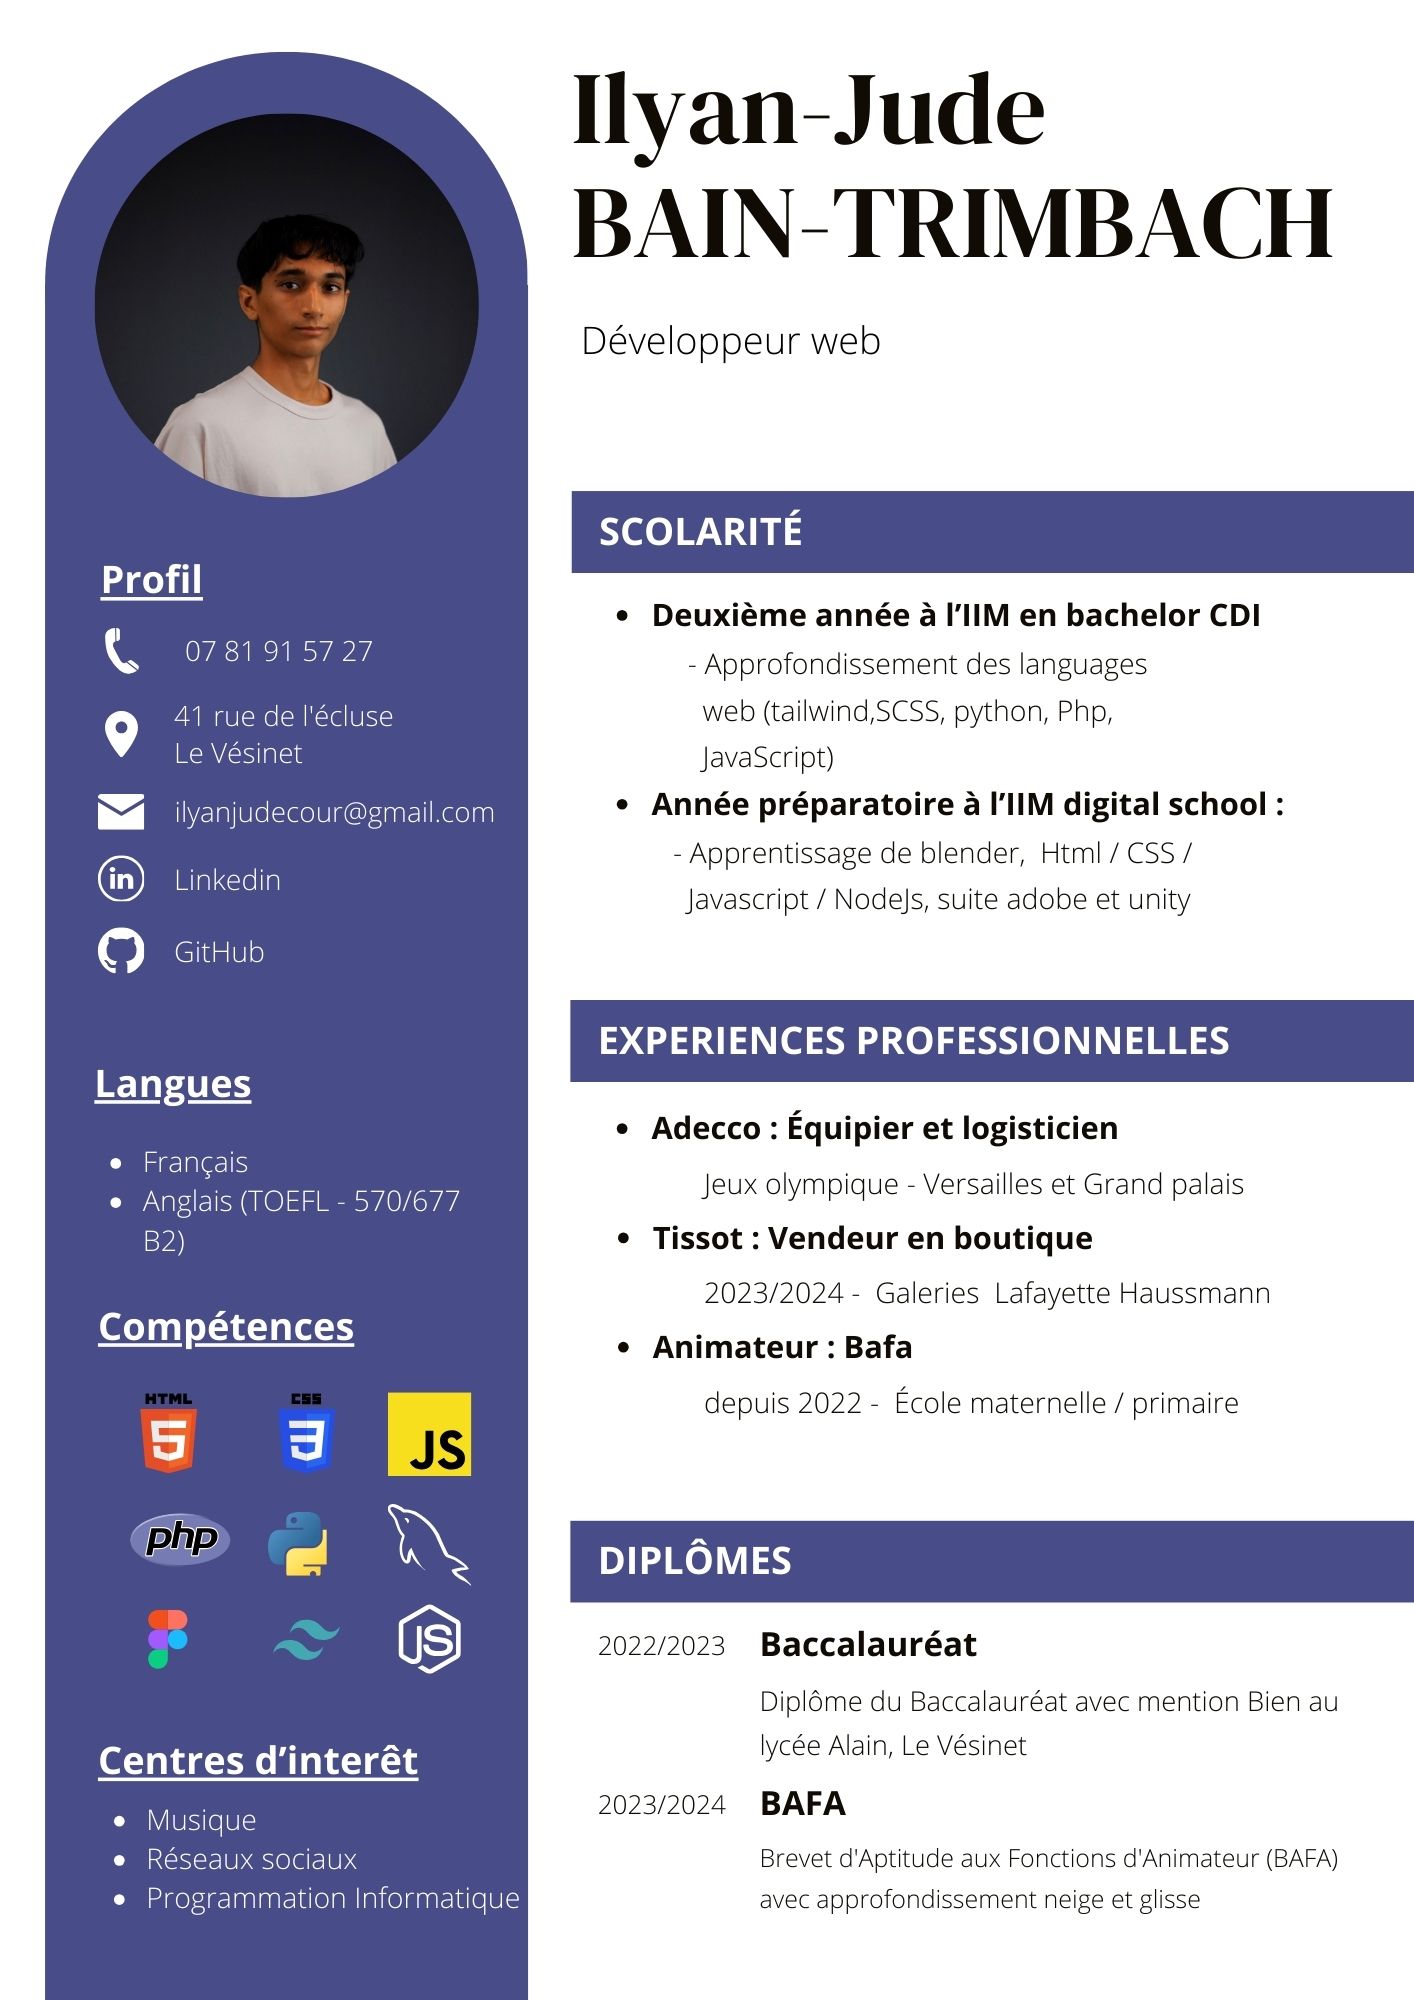 Ilyan-Jude
BAIN-TRIMBACH
Développeur web
Profil
07 81 91 57 27
41 rue de l'écluse
Le Vésinet
ilyanjudecour@gmail.com
in
Linkedin
GitHub
Langues
• Français
• Anglais (TOEFL - 570/677
B2)
Compétences
HTML
5
CSS
3
JS
php
JS
Centres d’interêt
• Musique
• Réseaux sociaux
• Programmation Informatique
SCOLARITÉ
• Deuxième année à l’IIM en bachelor CDI
- Approfondissement des languages
web (tailwind,SCSS, python, Php,
JavaScript)
• Année préparatoire à l’IIM digital school :
- Apprentissage de blender, Html / CSS /
Javascript / NodeJs, suite adobe et unity
EXPERIENCES PROFESSIONNELLES
• Adecco : Équipier et logisticien
Jeux olympique - Versailles et Grand palais
• Tissot : Vendeur en boutique
2023/2024 - Galeries Lafayette Haussmann
• Animateur : Bafa
depuis 2022 - École maternelle / primaire
DIPLÔMES
2022/2023 Baccalauréat
Diplôme du Baccalauréat avec mention Bien au
lycée Alain, Le Vésinet
2023/2024 BAFA
Brevet d'Aptitude aux Fonctions d'Animateur (BAFA)
avec approfondissement neige et glisse